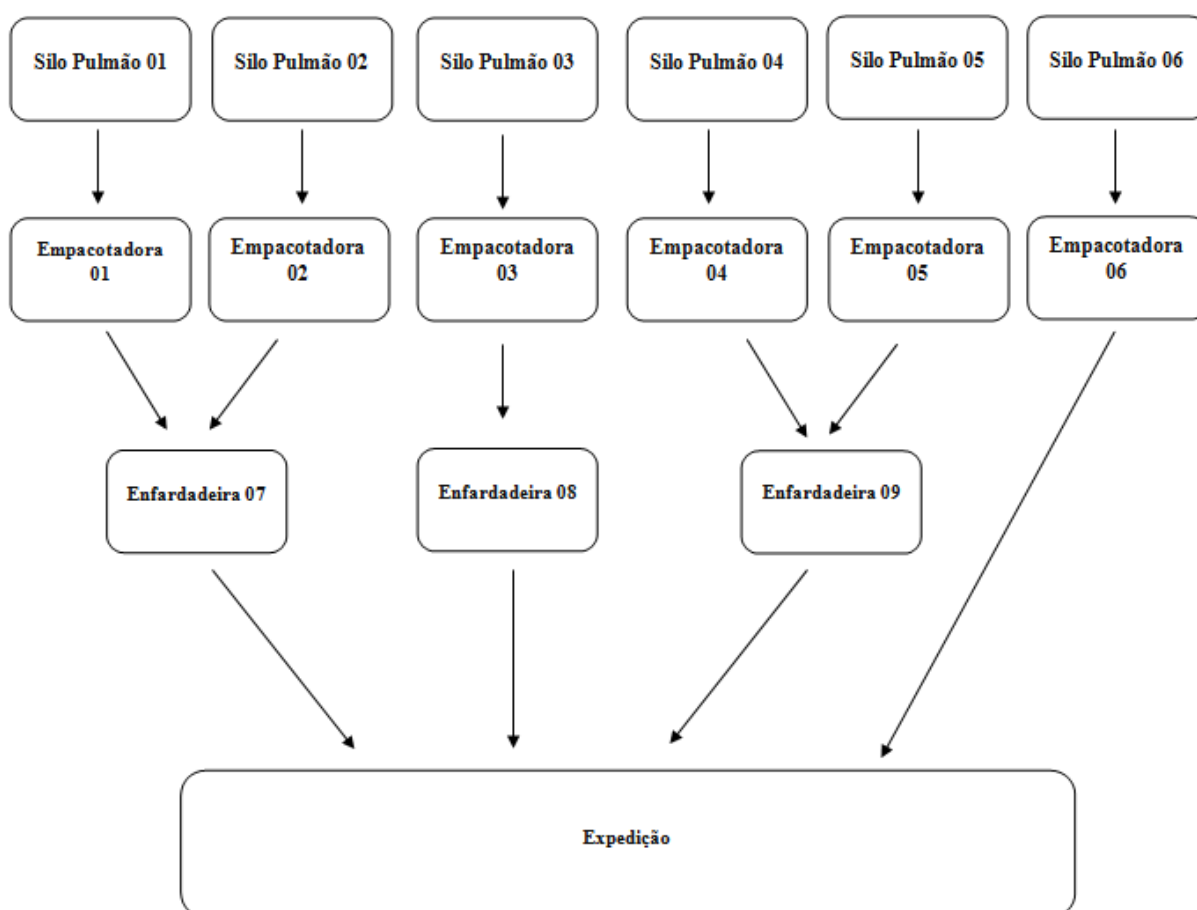 Silo Pulmão 01
Silo Pulmão 02
Silo Pulmão 03
Silo Pulmão 04
Silo Pulmão 05
Silo Pulmão 06
Empacotadora
01
Empacotadora
02
Empacotadora
03
Empacotadora
04
Empacotadora
05
Empacotadora
06
Enfardadeira 07
Enfardadeira 08
Enfardadeira 09
Expedição